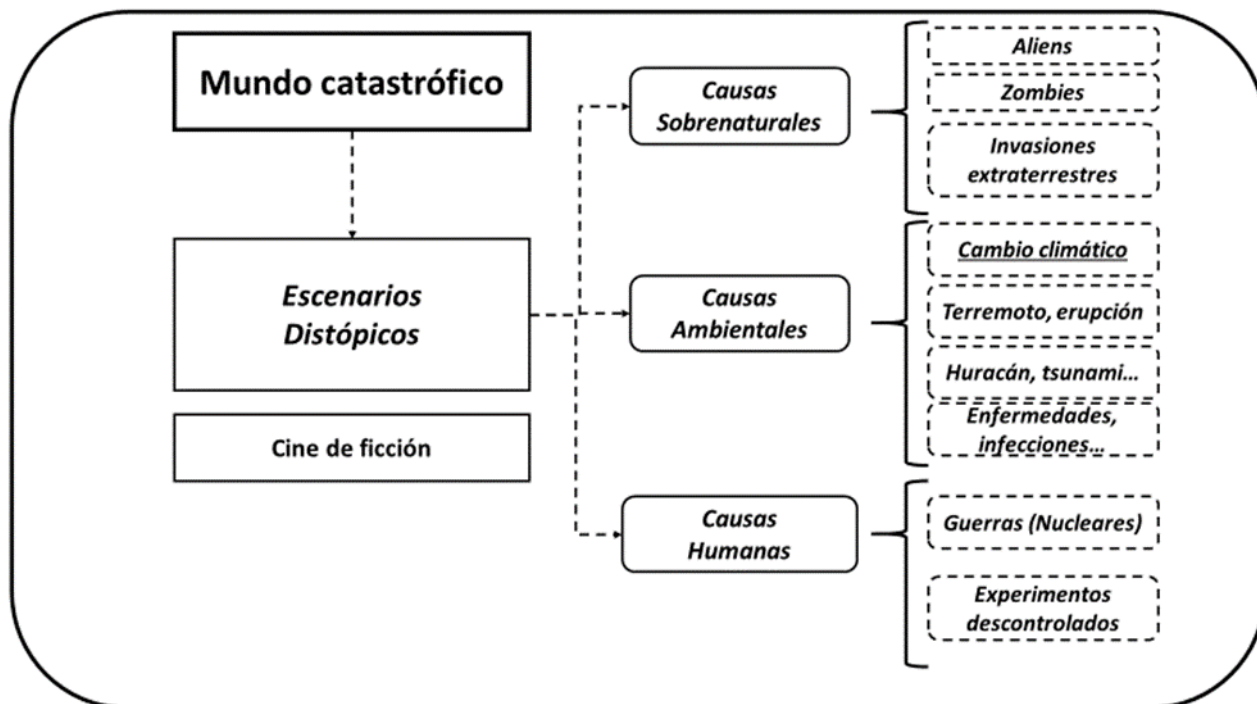 Mundo catastrófico
Escenarios
Distópicos
Cine de ficción
Causas
Sobrenaturales
Aliens
Zombies
Invasiones
extraterrestres
Causas
Ambientales
Cambio climático
Terremoto, erupción
Huracán, tsunami...
Enfermedades,
infecciones...
Causas
Humanas
Guerras (Nucleares)
Experimentos
descontrolados